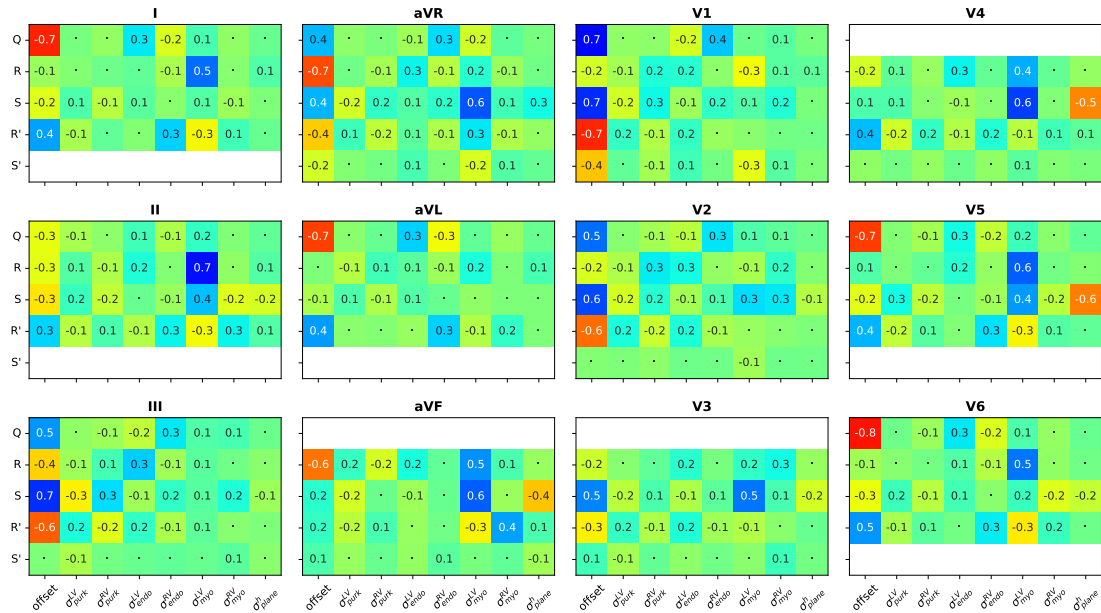 I
Q -0.7 · · 0.3 -0.2 0.1 · ·
R -0.1 · · · -0.1 0.5 · 0.1
S -0.2 0.1 -0.1 0.1 · 0.1 -0.1 ·
R' 0.4 -0.1 · · 0.3 -0.3 0.1 ·
S'
aVR
0.4 · · -0.1 0.3 -0.2 · ·
-0.7 · -0.1 0.3 -0.1 0.2 -0.1 ·
0.4 -0.2 0.2 0.1 0.2 0.6 0.1 0.3
-0.4 0.1 -0.2 0.1 -0.1 0.3 -0.1 ·
-0.2 · · 0.1 · -0.2 0.1 ·
V1
0.7 · · -0.2 0.4 · 0.1 ·
-0.2 -0.1 0.2 0.2 · -0.3 0.1 0.1
0.7 -0.2 0.3 -0.1 0.2 0.1 0.2 ·
-0.7 0.2 -0.1 0.2 · · · ·
-0.4 · -0.1 0.1 · -0.3 0.1 ·
V4
-0.2 0.1 · 0.3 · 0.4 · ·
0.1 0.1 · -0.1 · 0.6 · -0.5
0.4 -0.2 0.2 -0.1 0.2 -0.1 0.1 0.1
· · · · · 0.1 · ·
II
Q -0.3 -0.1 · 0.1 -0.1 0.2 · ·
R -0.3 0.1 -0.1 0.2 · 0.7 · 0.1
S -0.3 0.2 -0.2 · -0.1 0.4 -0.2 -0.2
R' 0.3 -0.1 0.1 -0.1 0.3 -0.3 0.3 0.1
S'
aVL
-0.7 · · 0.3 -0.3 · · ·
· -0.1 0.1 0.1 -0.1 0.2 · 0.1
-0.1 0.1 -0.1 0.1 · · · ·
0.4 · · · 0.3 -0.1 0.2 ·
V2
0.5 · -0.1 -0.1 0.3 0.1 0.1 ·
-0.2 -0.1 0.3 0.3 · -0.2 0.1 ·
0.6 -0.2 0.2 -0.1 0.2 0.3 0.3 -0.1
-0.6 0.2 -0.2 0.2 -0.1 · · ·
· · · · · -0.1 · ·
V5
-0.7 · -0.1 0.3 -0.2 0.2 · ·
0.1 · · 0.2 · 0.6 · ·
-0.2 0.3 -0.2 0.1 -0.1 0.4 -0.2 -0.6
0.4 -0.2 0.1 · 0.3 -0.3 0.1 ·
III
Q 0.5 · -0.1 -0.2 0.3 0.1 0.1 ·
R -0.4 -0.1 0.1 0.3 -0.1 0.1 · ·
S 0.7 -0.3 0.3 -0.1 0.2 0.1 0.2 -0.1
R' -0.6 0.2 -0.2 0.2 -0.1 0.1 · ·
S' · -0.1 · · · · 0.1 ·
aVF
-0.6 0.2 -0.2 0.2 · 0.5 0.1 ·
0.2 -0.2 · · -0.1 0.6 · -0.4
0.2 -0.2 0.1 · · -0.3 0.4 0.1
0.1 · · · 0.1 · · -0.1
V3
-0.2 · · 0.2 · 0.2 0.3 ·
0.5 -0.2 0.1 -0.1 0.1 0.5 0.1 -0.2
-0.3 0.2 -0.1 0.2 -0.1 -0.1 · ·
0.1 -0.1 · · · · 0.1 ·
V6
-0.8 · -0.1 0.3 -0.2 0.1 · ·
-0.1 · · 0.1 · 0.5 · ·
-0.3 0.2 -0.2 0.1 -0.1 0.2 -0.2 -0.2
0.5 -0.1 0.1 · 0.3 -0.3 0.2 ·
offset σ^LV_purk σ^RV_purk σ^LV_endo σ^RV_endo σ^LV_myo σ^RV_myo σ^h_plane
offset σ^LV_purk σ^RV_purk σ^LV_endo σ^RV_endo σ^LV_myo σ^RV_myo σ^h_plane
offset σ^LV_purk σ^RV_purk σ^LV_endo σ^RV_endo σ^LV_myo σ^RV_myo σ^h_plane
offset σ^LV_purk σ^RV_purk σ^LV_endo σ^RV_endo σ^LV_myo σ^RV_myo σ^h_plane